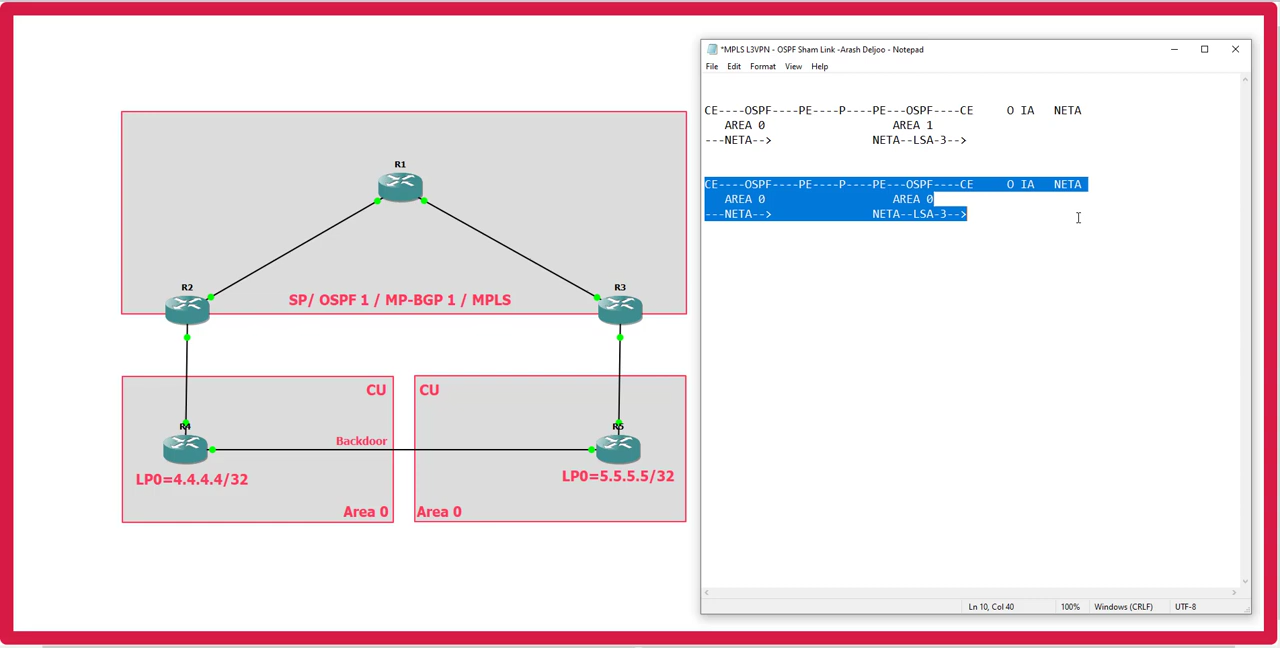 R1
R2
R3
SP/ OSPF 1 / MP-BGP 1 / MPLS
CU
CU
R4
R5
Backdoor
LP0=4.4.4.4/32
LP0=5.5.5.5/32
Area 0
Area 0
*MPLS L3VPN - OSPF Sham Link -Arash Deljoo - Notepad
File Edit Format View Help
CE----OSPF----PE----P----PE---OSPF----CE     O IA   NETA
AREA 0                   AREA 1
---NETA-->               NETA--LSA-3-->
CE----OSPF----PE----P----PE---OSPF----CE     O IA   NETA
AREA 0                   AREA 0
---NETA-->               NETA--LSA-3-->
Ln 10, Col 40 100% Windows (CRLF) UTF-8